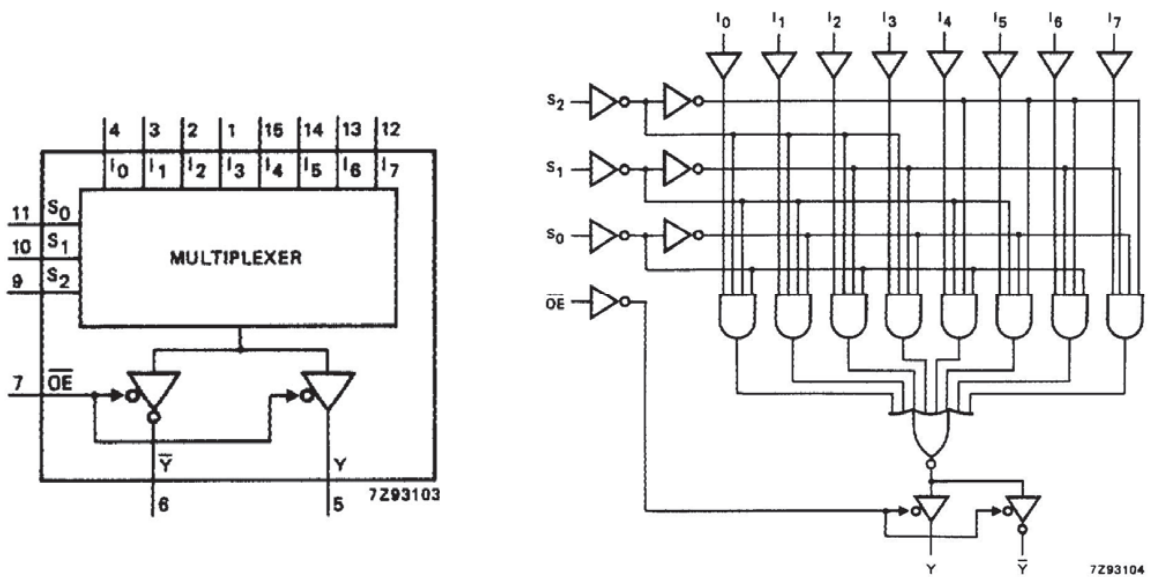 4 3 2 1 15 14 13 12
I0 I1 I2 I3 I4 I5 I6 I7
11 S0
10 S1
9 S2
MULTIPLEXER
7 OE̅
Y̅ Y
6 5
7Z93103
I0 I1 I2 I3 I4 I5 I6 I7
S2
S1
S0
OE̅
Y Y̅
7Z93104